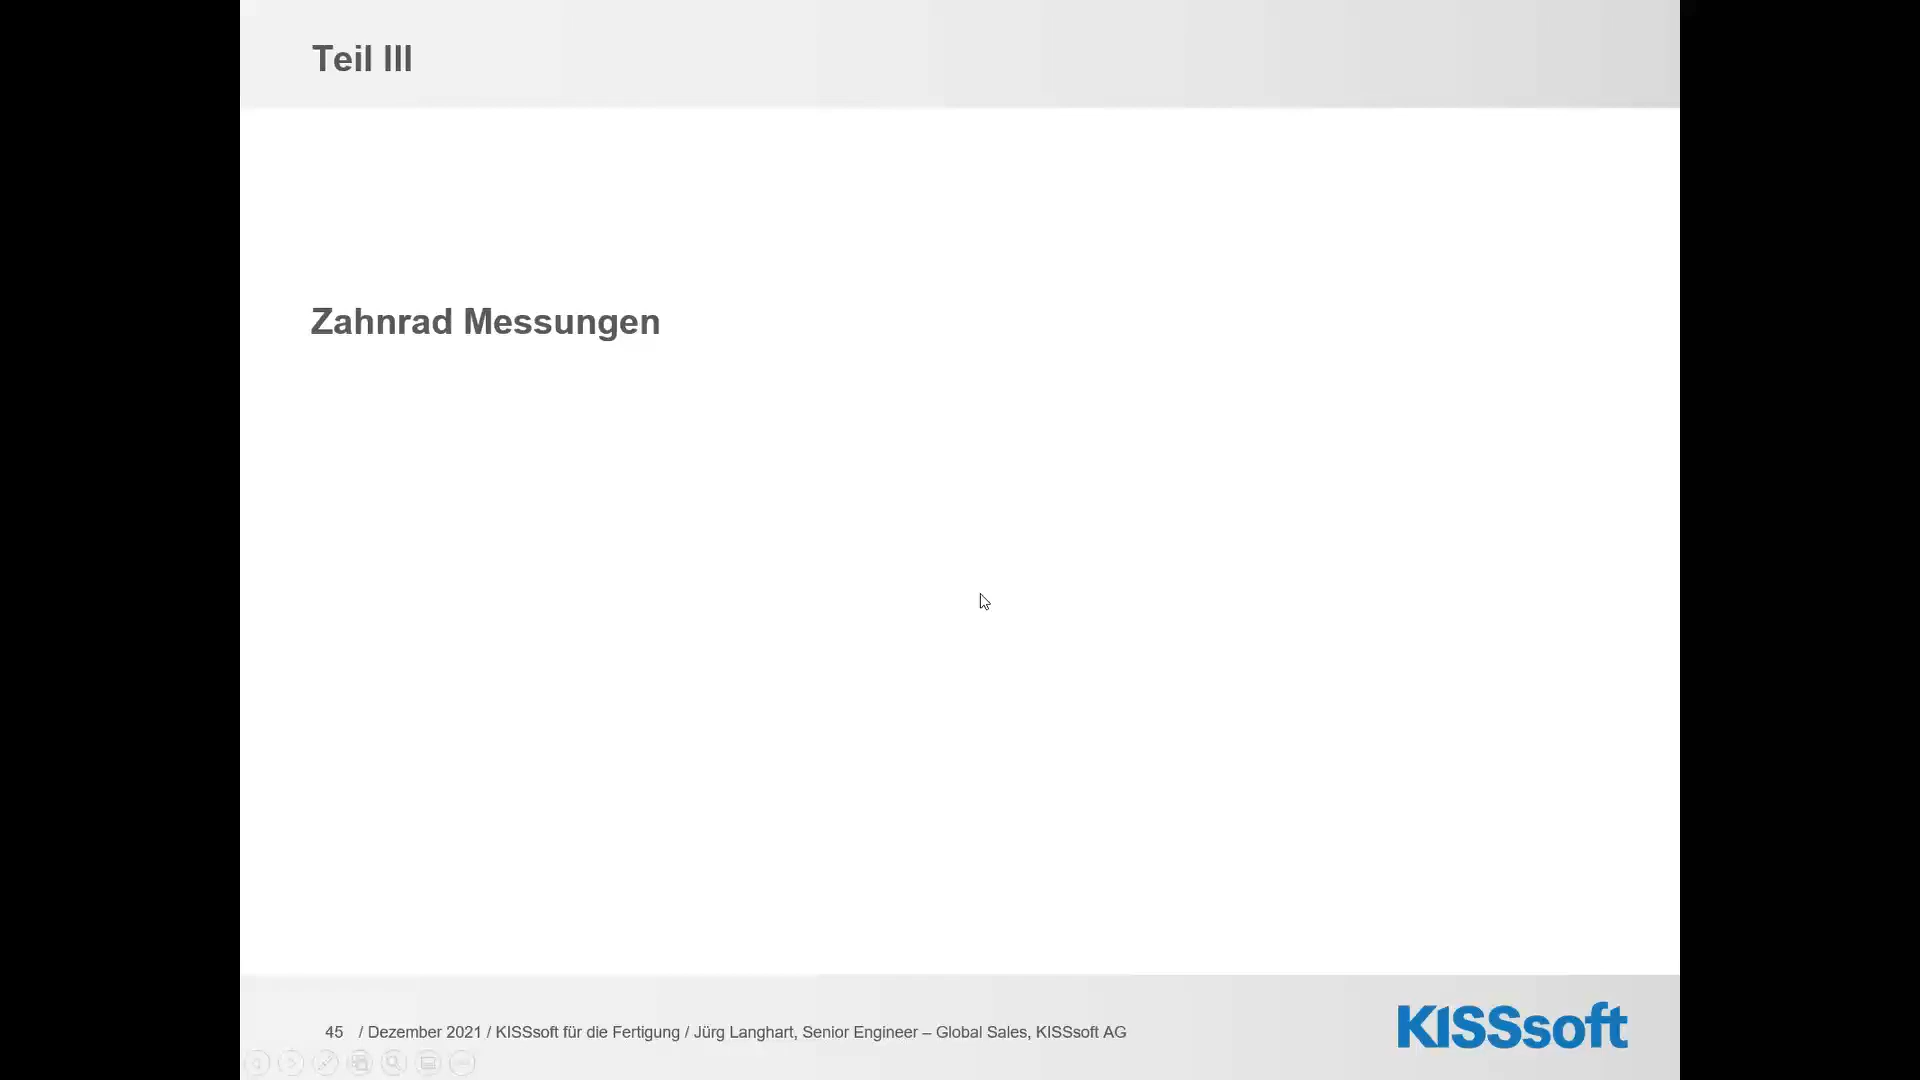 Teil III
Zahnrad Messungen
45 / Dezember 2021 / KISSsoft für die Fertigung / Jürg Langhart, Senior Engineer – Global Sales, KISSsoft AG
KISSsoft